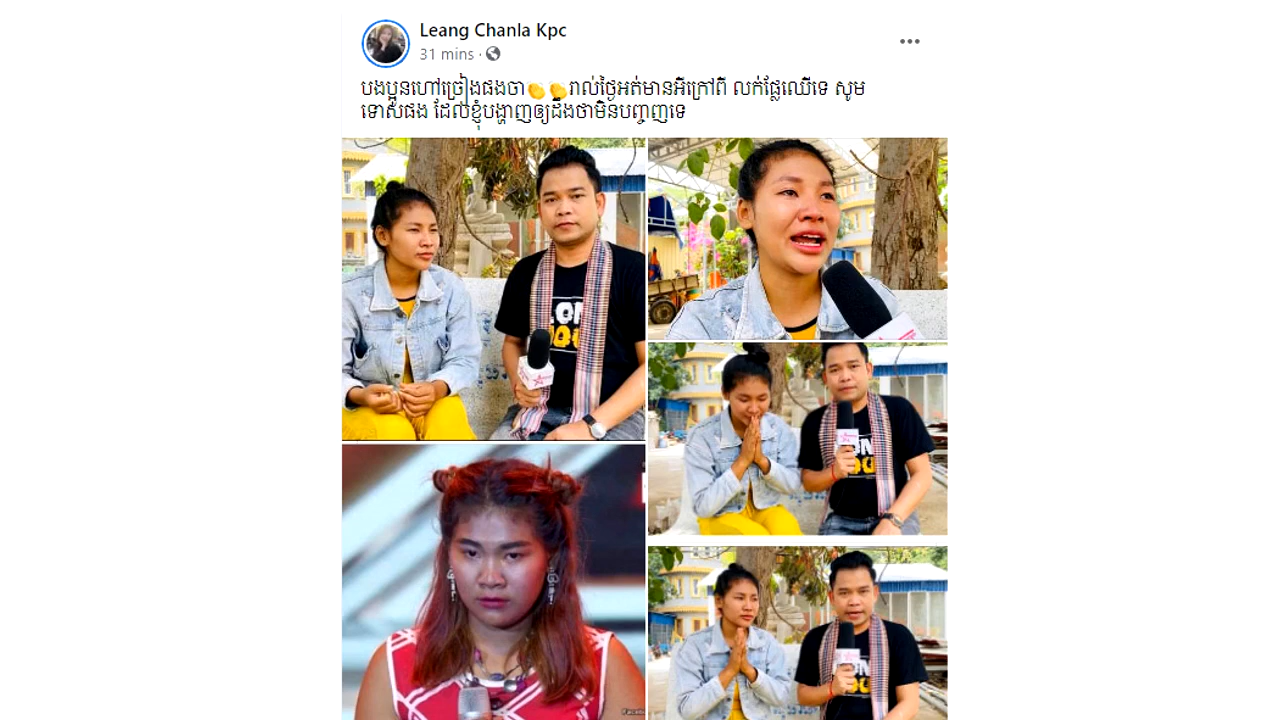 Leang Chanla Kpc
31 mins ·
បងប្អូនហៅច្រៀងផងចា👏👏រាល់ថ្ងៃអត់មានអីក្រៅពី លក់ផ្លែឈើទេ សូម
ទោសផង ដែលខ្ញុំបង្ហាញឲ្យដឹងថាមិនបញ្ចេញទេ